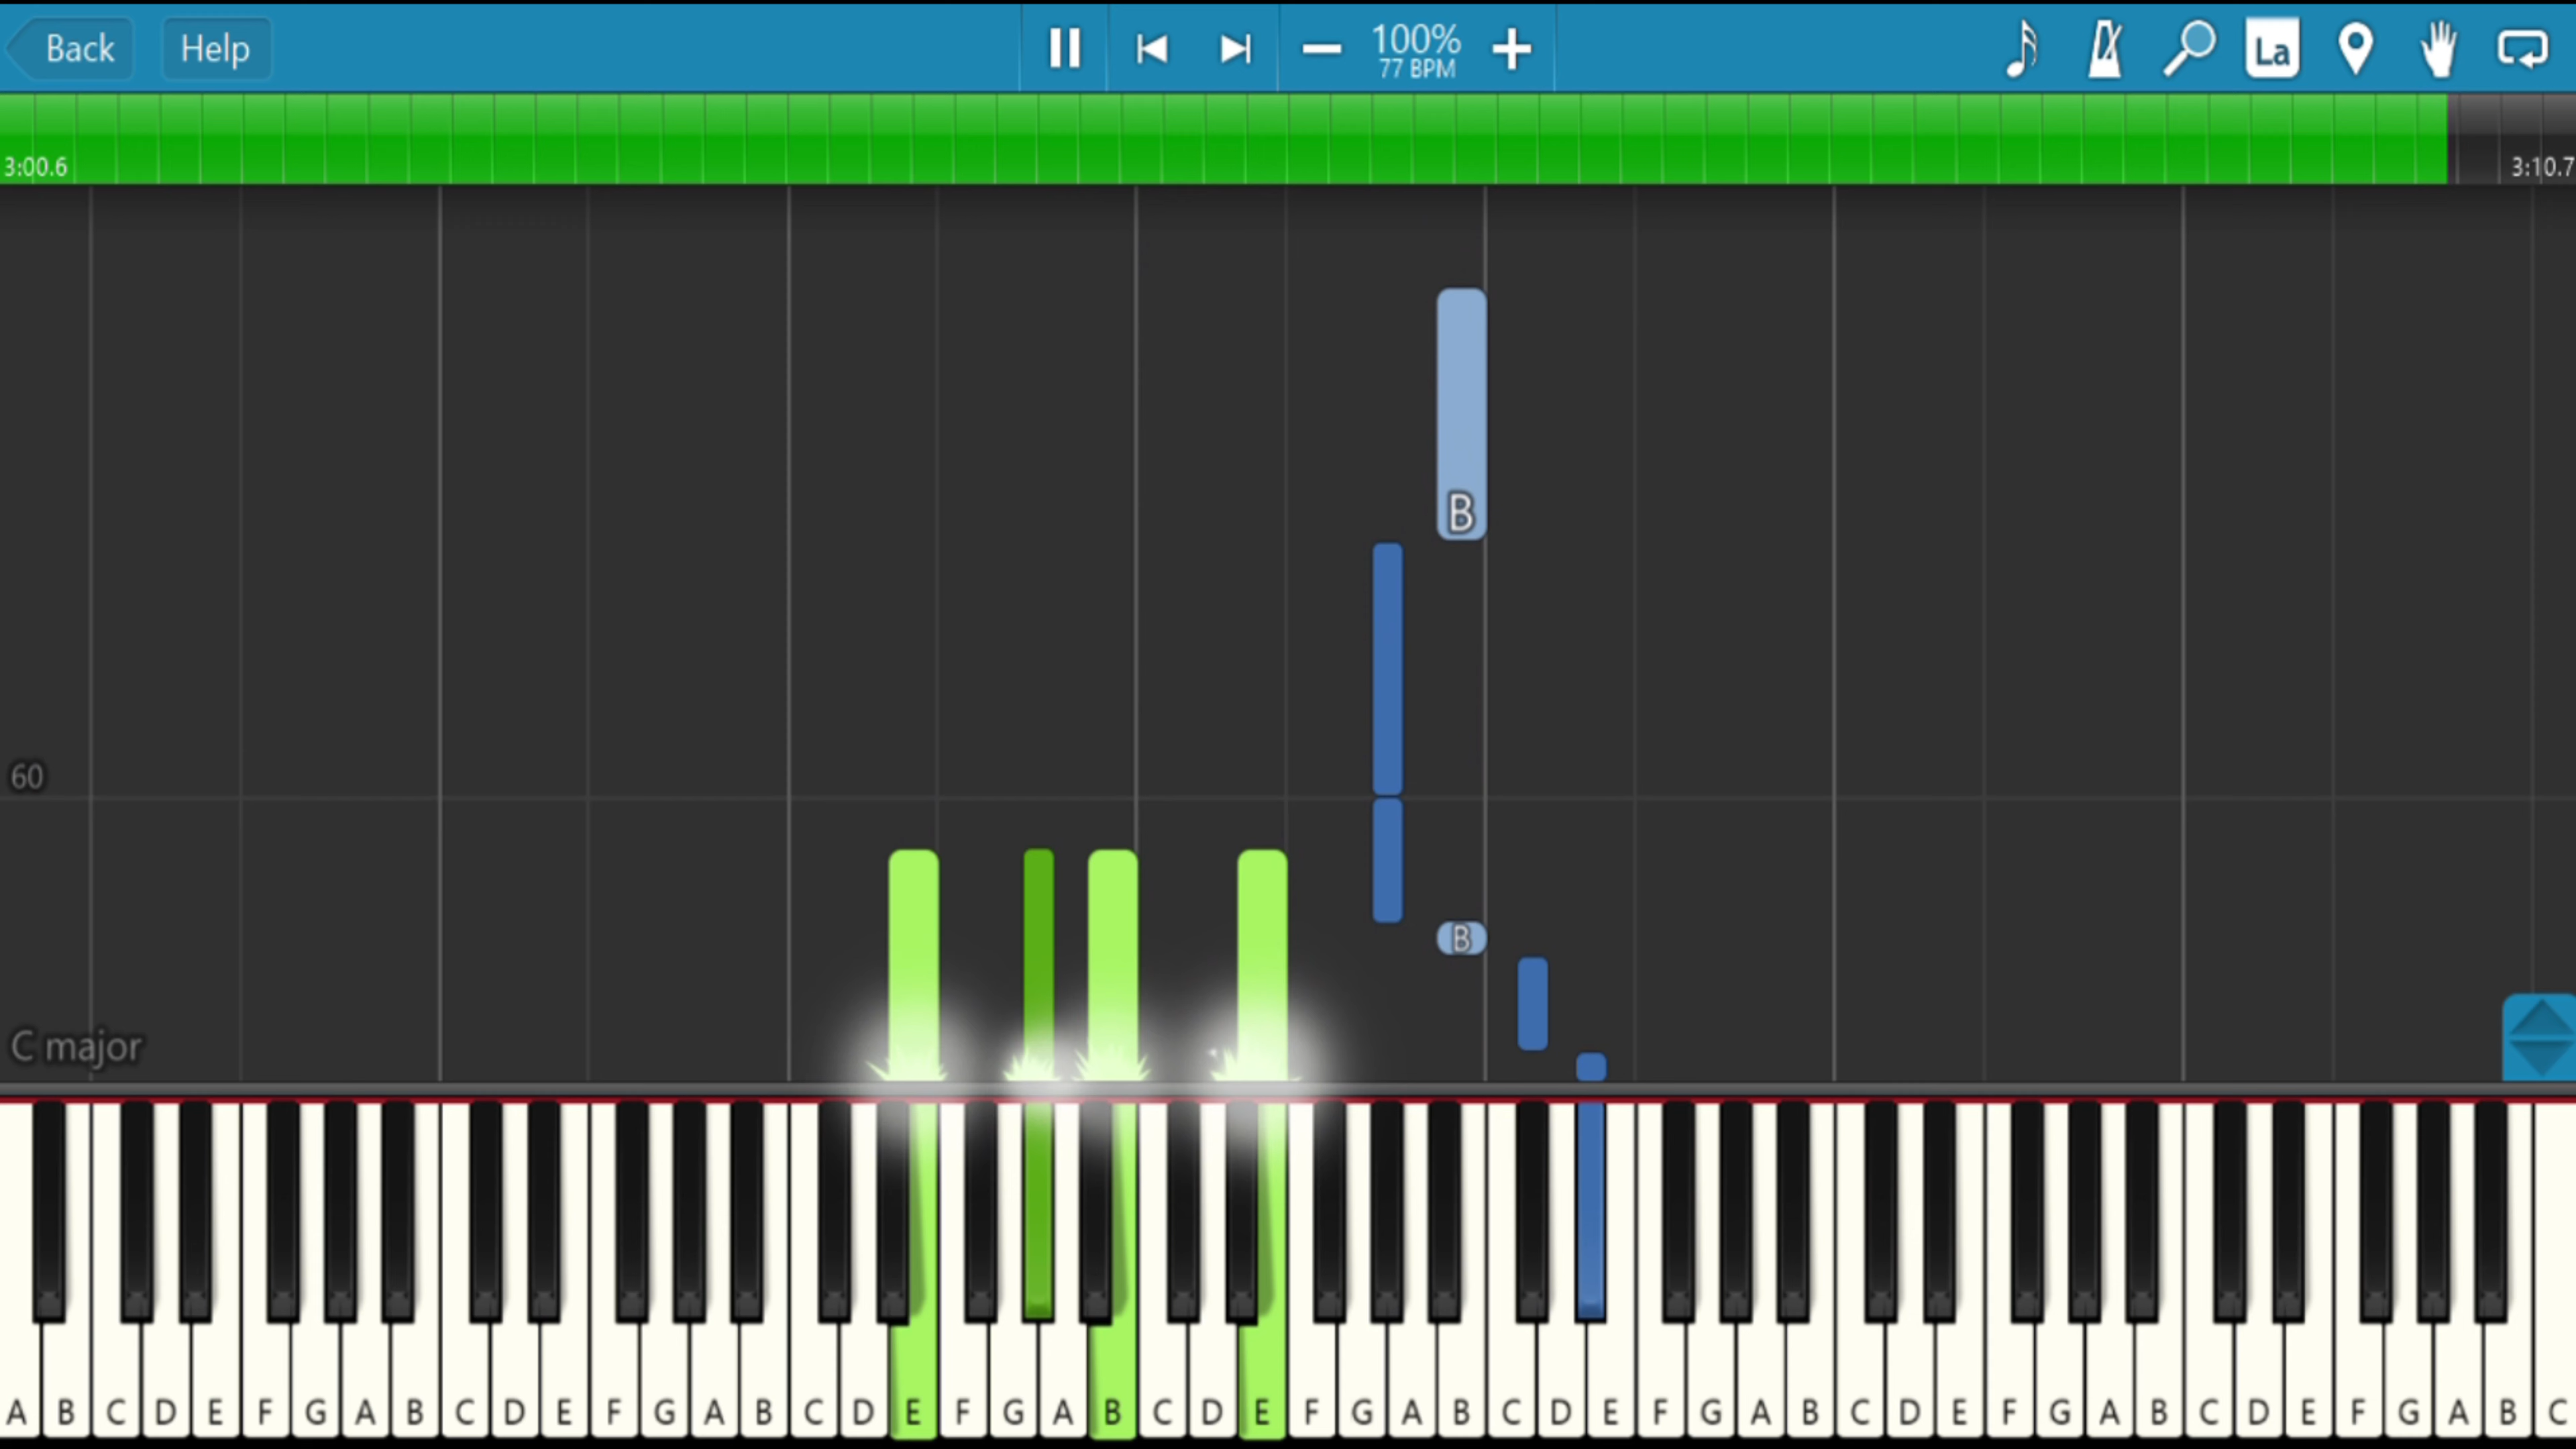 Back Help 100% La
77 BPM
3:00.6 3:10.7
B
60
B
C major
A B C D E F G A B C D E F G A B C D E F G A B C D E F G A B C D E F G A B C D E F G A B C D E F G A B C